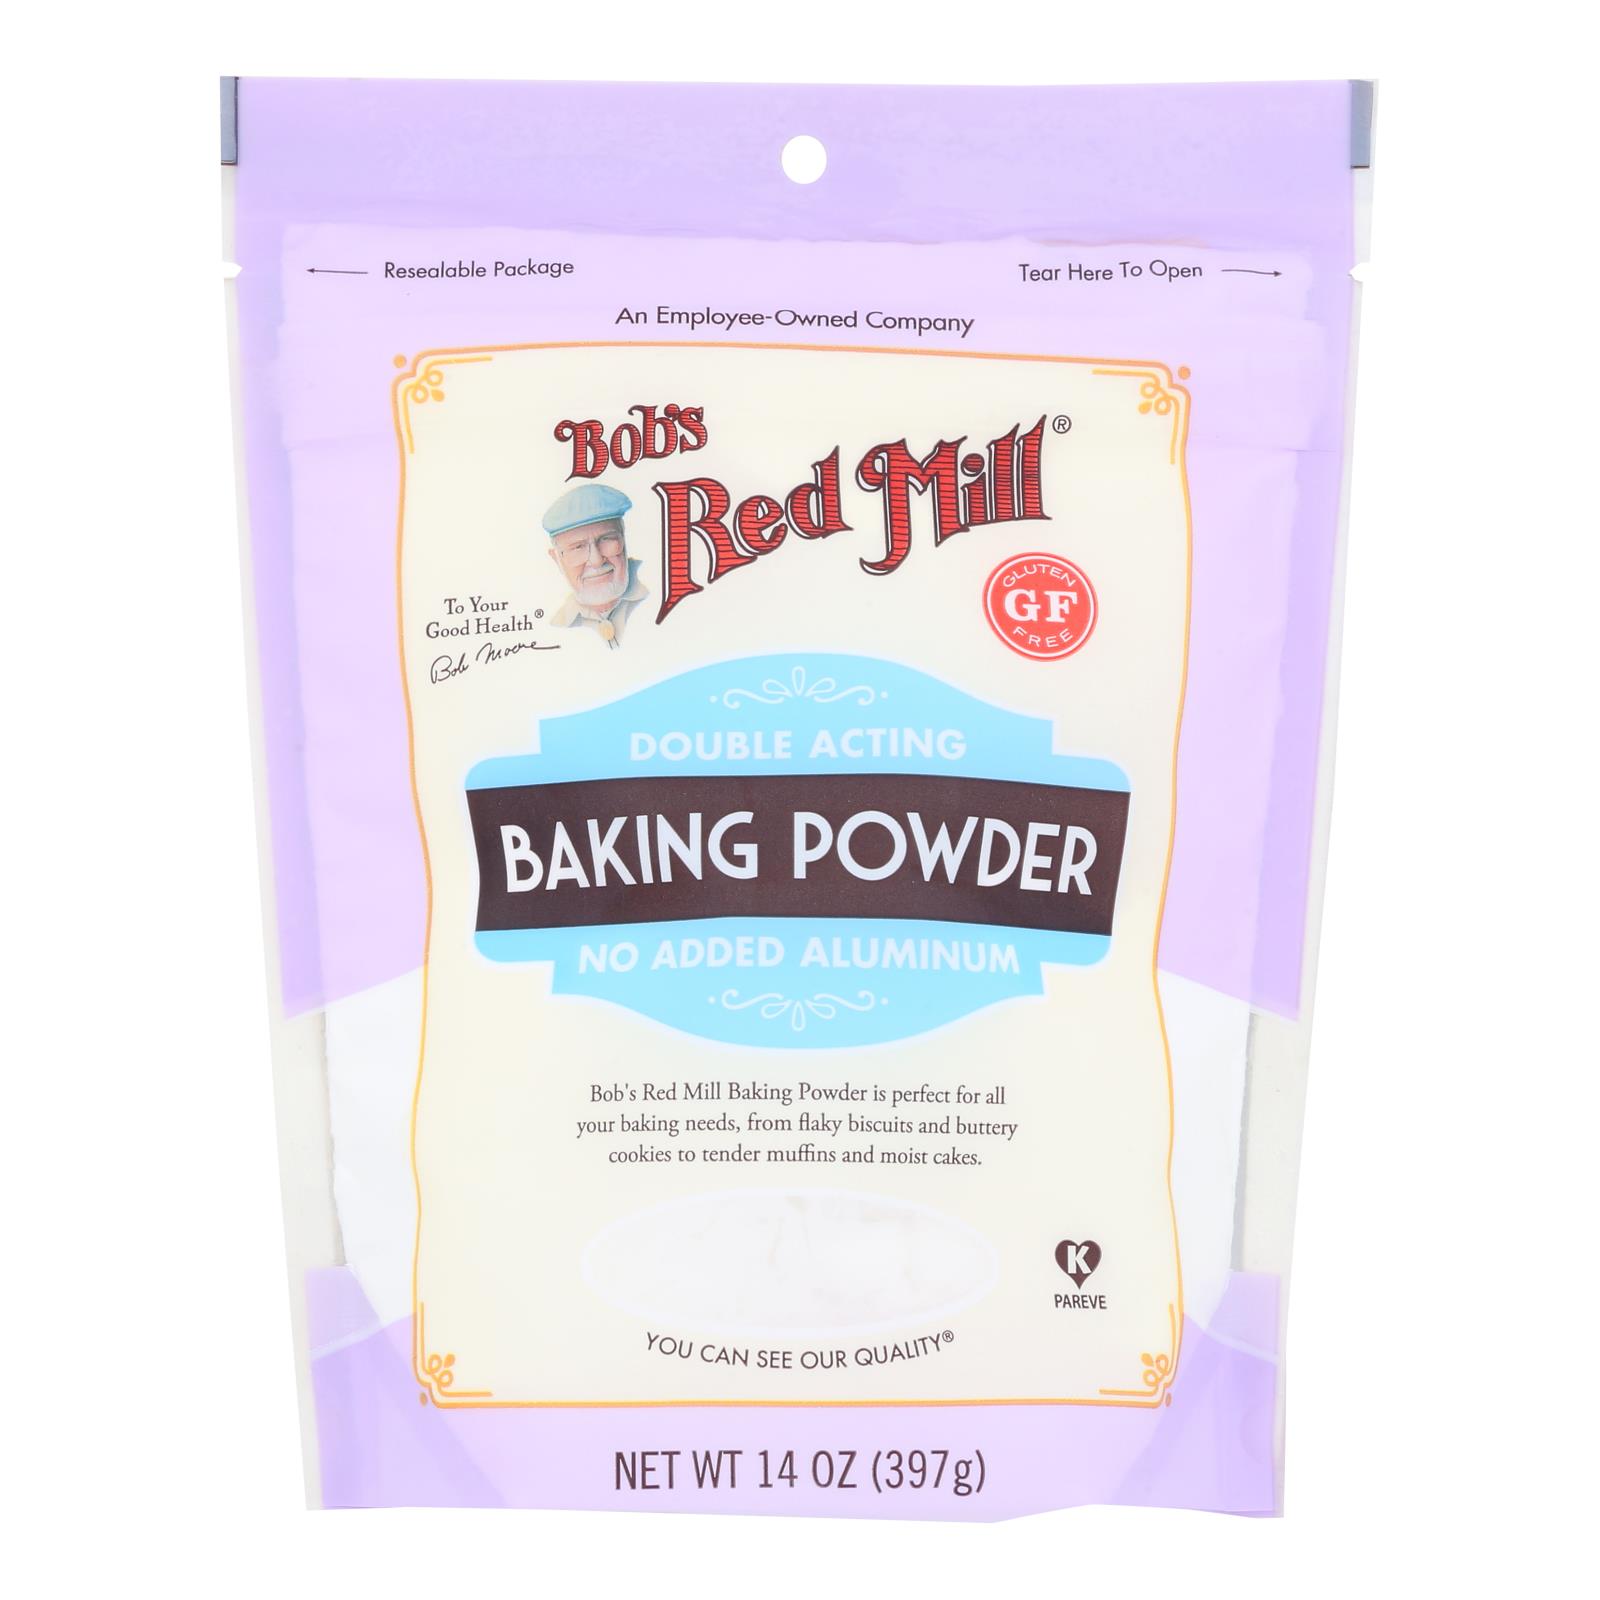 Resealable Package
Tear Here To Open
An Employee-Owned Company
Bob's
Red Mill®
To Your
Good Health®
Bob Moore
GLUTEN
GF
FREE
DOUBLE ACTING
BAKING POWDER
NO ADDED ALUMINUM
Bob's Red Mill Baking Powder is perfect for all
your baking needs, from flaky biscuits and buttery
cookies to tender muffins and moist cakes.
K
PAREVE
YOU CAN SEE OUR QUALITY®
NET WT 14 OZ (397g)